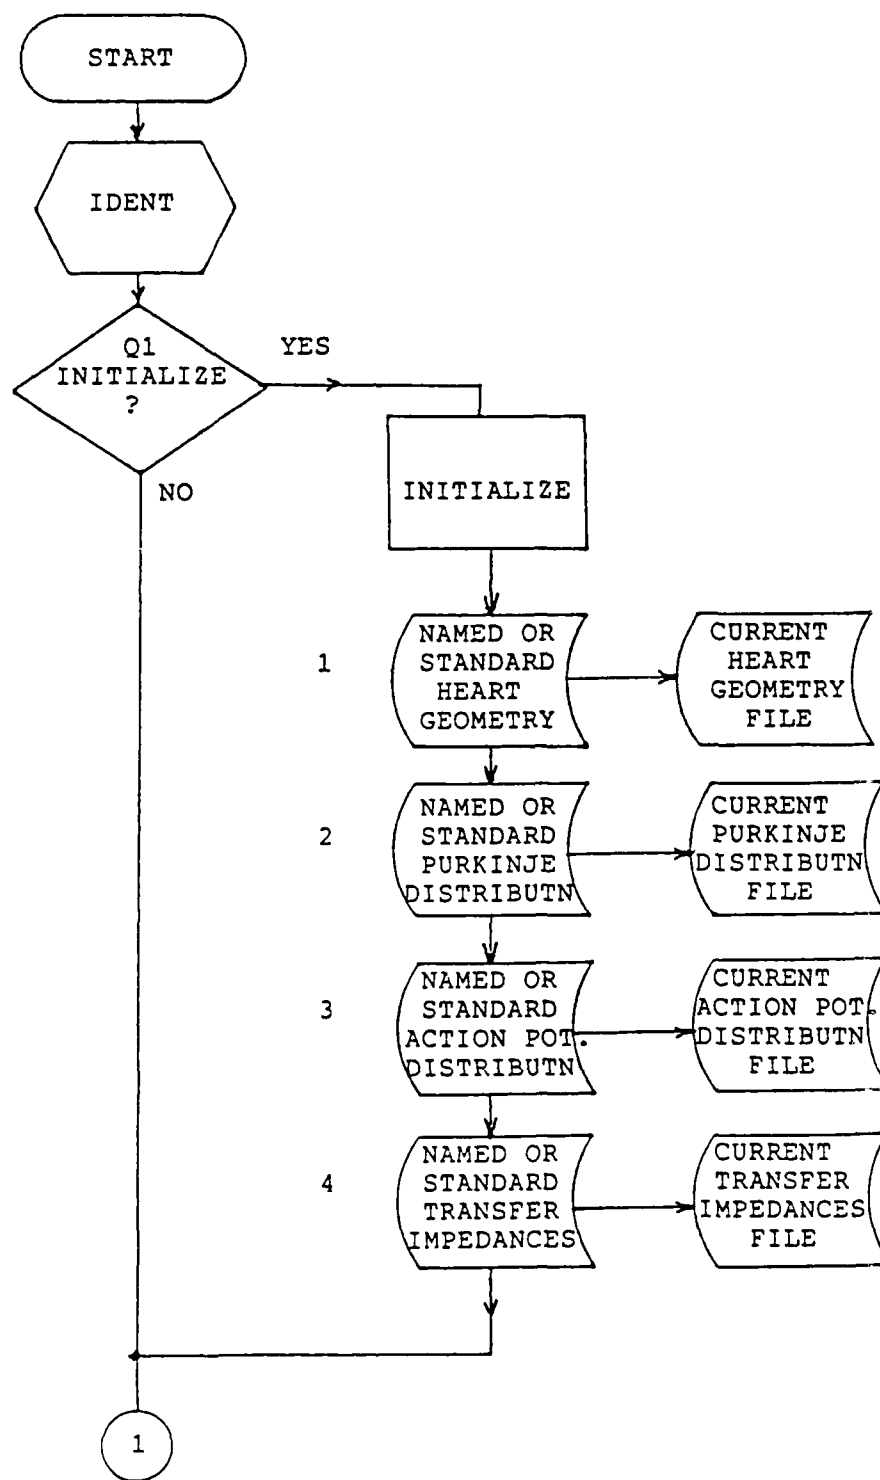 START
IDENT
Q1
INITIALIZE
?
YES
NO
INITIALIZE
1
NAMED OR
STANDARD
HEART
GEOMETRY
CURRENT
HEART
GEOMETRY
FILE
2
NAMED OR
STANDARD
PURKINJE
DISTRIBUTN
CURRENT
PURKINJE
DISTRIBUTN
FILE
3
NAMED OR
STANDARD
ACTION POT.
DISTRIBUTN
CURRENT
ACTION POT.
DISTRIBUTN
FILE
4
NAMED OR
STANDARD
TRANSFER
IMPEDANCES
CURRENT
TRANSFER
IMPEDANCES
FILE
1